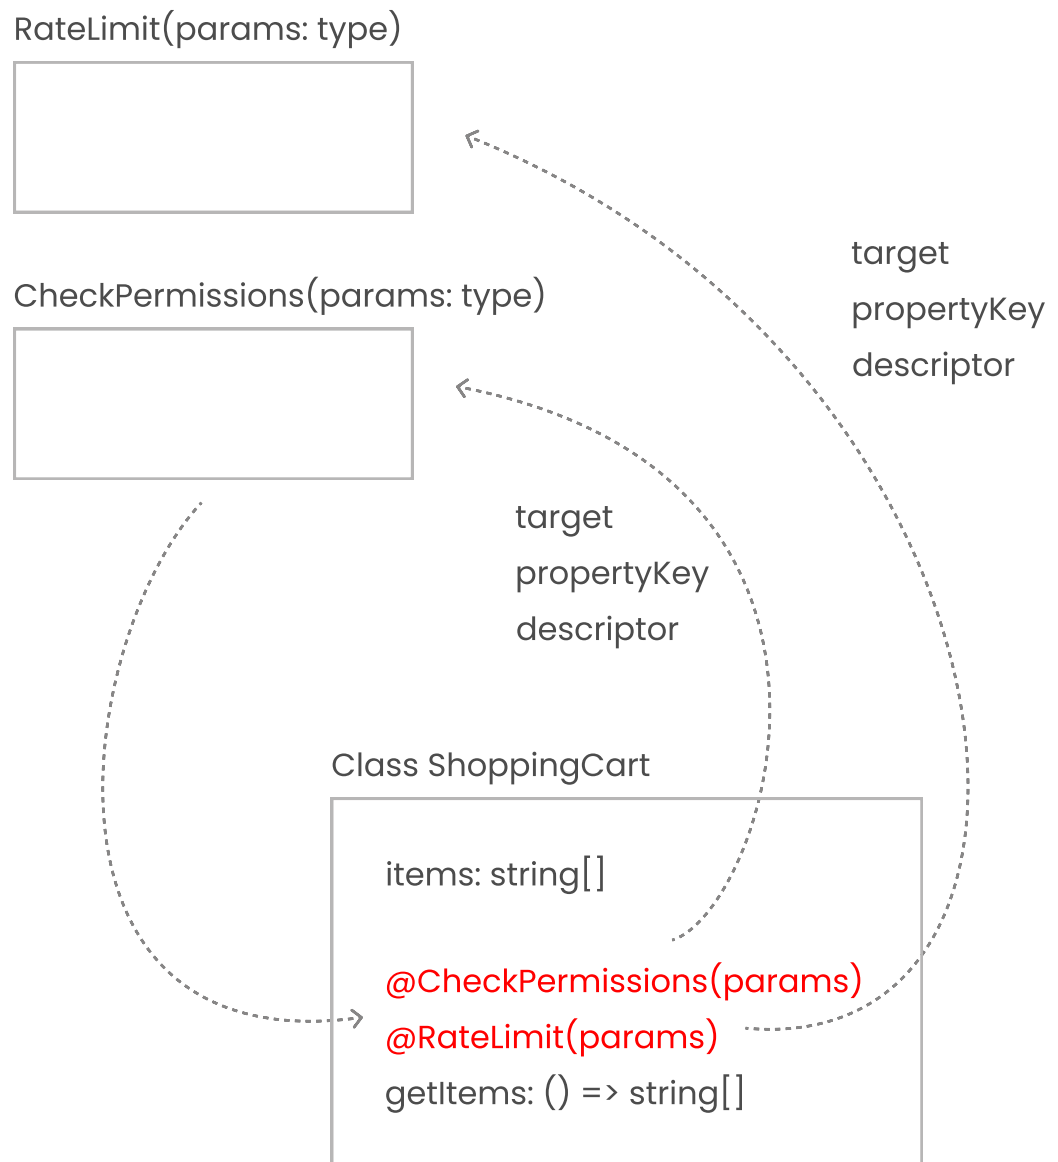 RateLimit(params: type)
target
propertyKey
descriptor
CheckPermissions(params: type)
target
propertyKey
descriptor
Class ShoppingCart
items: string[]
@CheckPermissions(params)
@RateLimit(params)
getItems: () => string[]